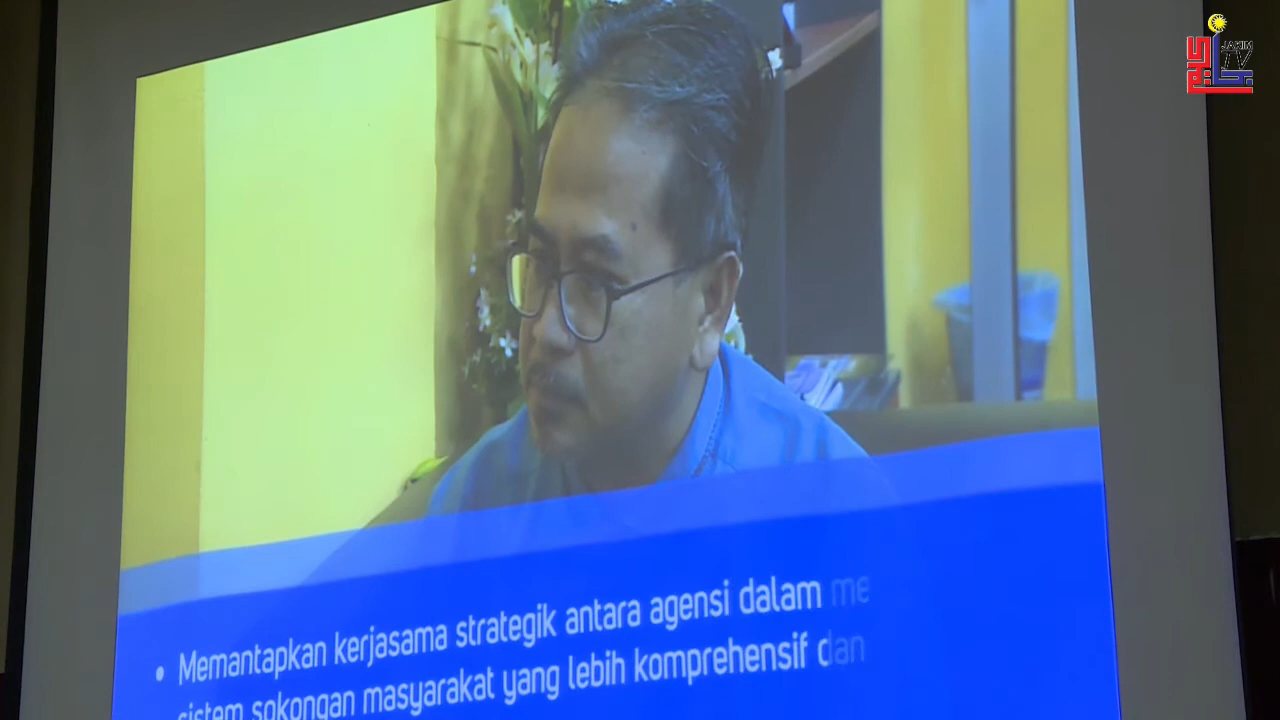 JAKIM
TV
• Memantapkan kerjasama strategik antara agensi dalam me
sistem sokongan masyarakat yang lebih komprehensif dan